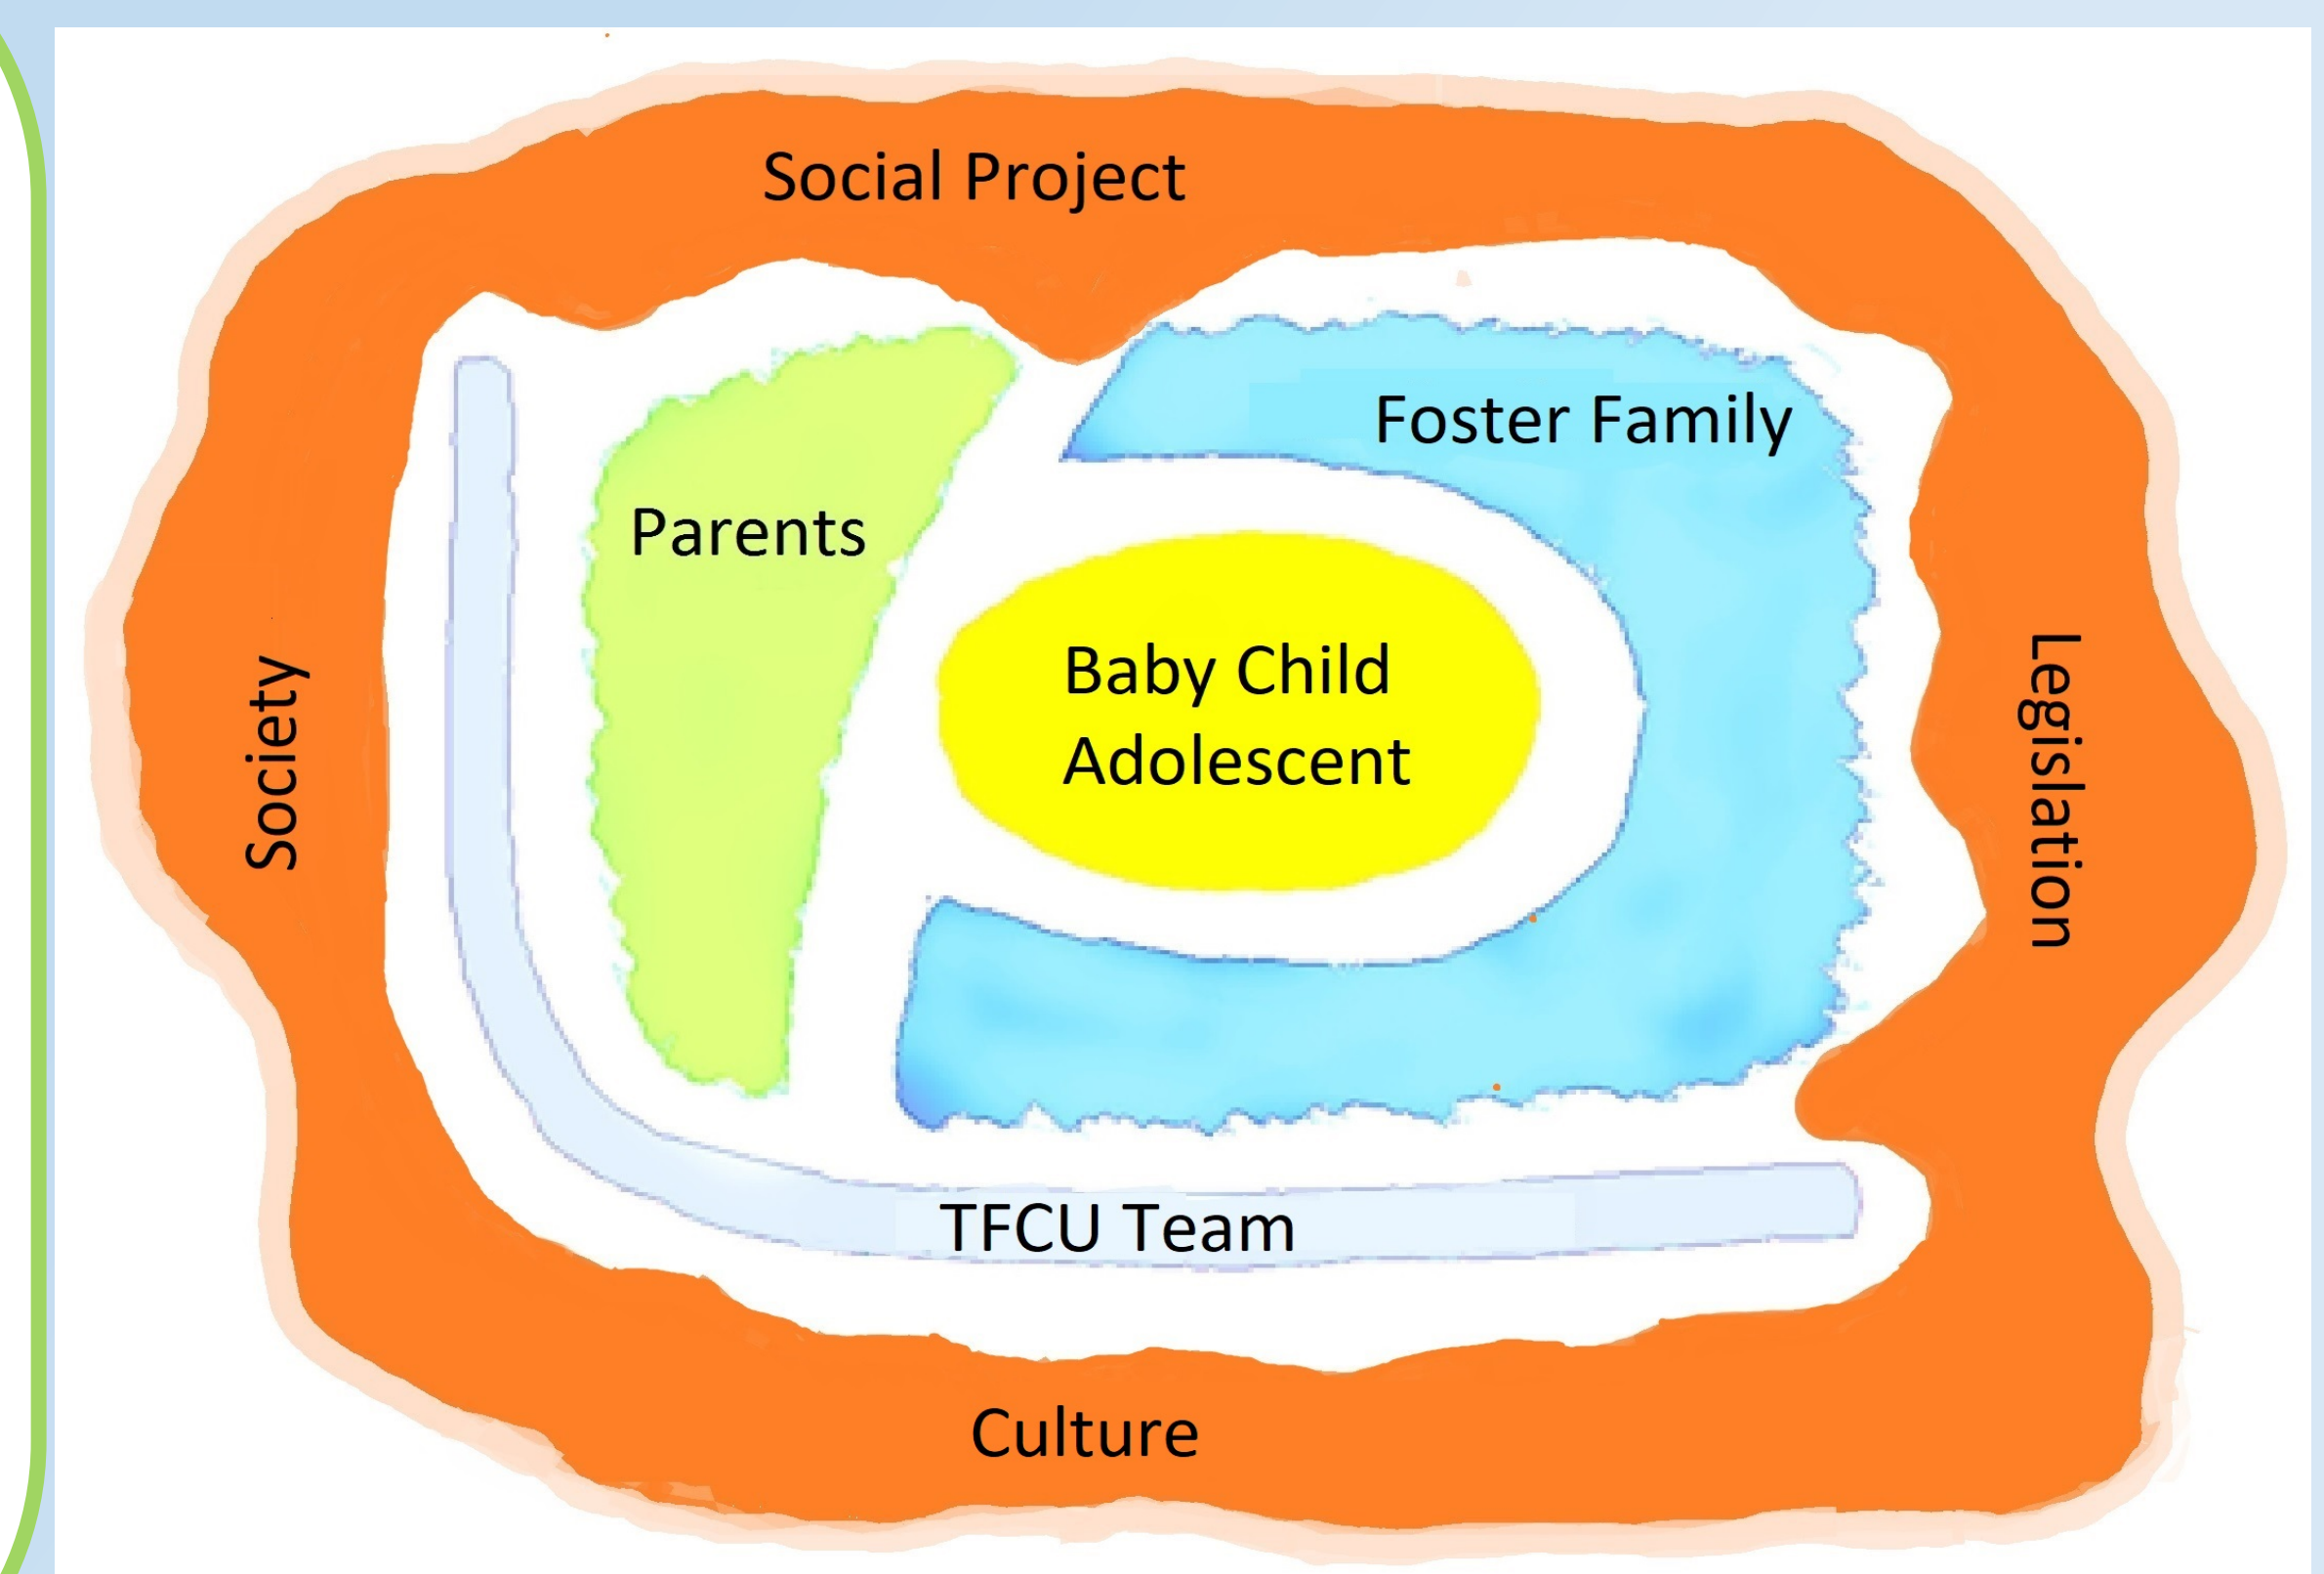 Social Project
Foster Family
Parents
Baby Child
Adolescent
Society
Legislation
TFCU Team
Culture